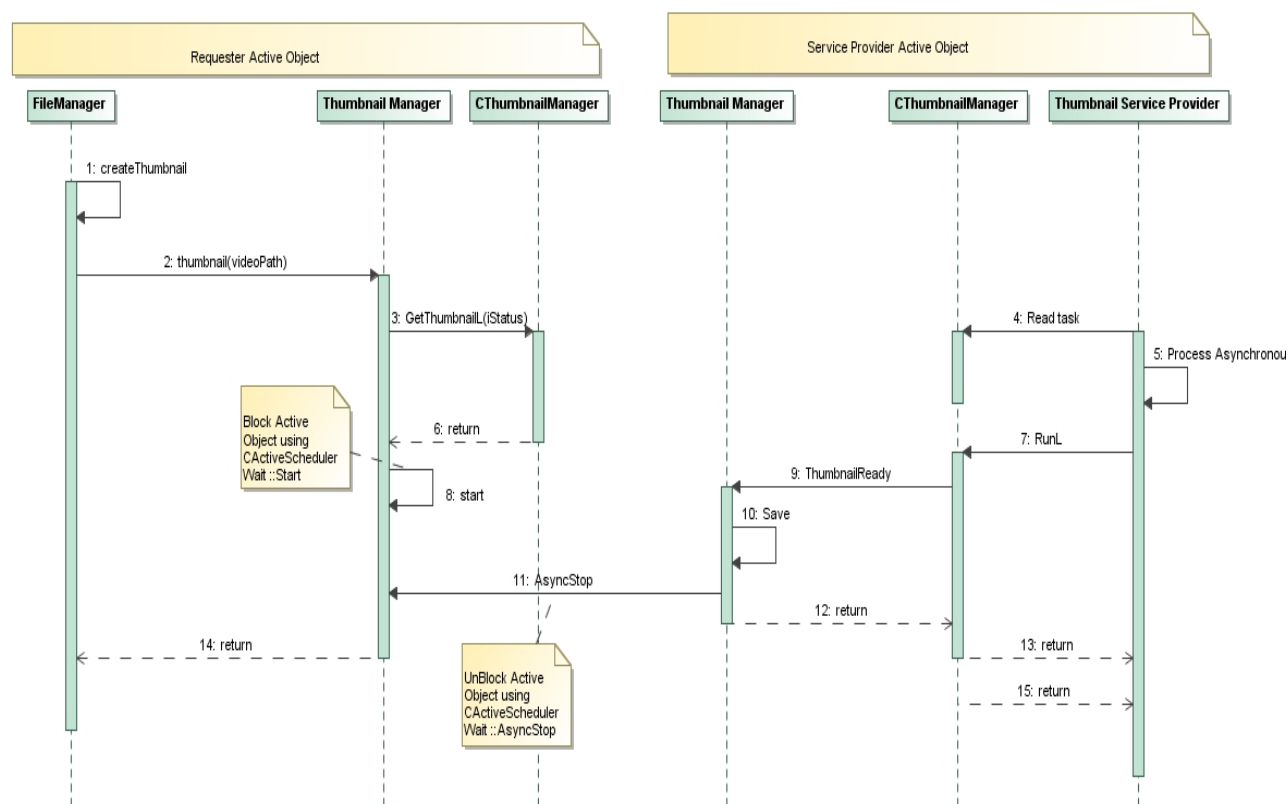 Requester Active Object
Service Provider Active Object
FileManager
Thumbnail Manager
CThumbnailManager
Thumbnail Manager
CThumbnailManager
Thumbnail Service Provider
1: createThumbnail
2: thumbnail(videoPath)
3: GetThumbnailL(iStatus)
4: Read task
5: Process Asynchronou
Block Active
Object using
CActiveScheduler
Wait ::Start
6: return
7: RunL
8: start
9: ThumbnailReady
10: Save
11: AsyncStop
12: return
14: return
13: return
UnBlock Active
Object using
CActiveScheduler
Wait ::AsyncStop
15: return